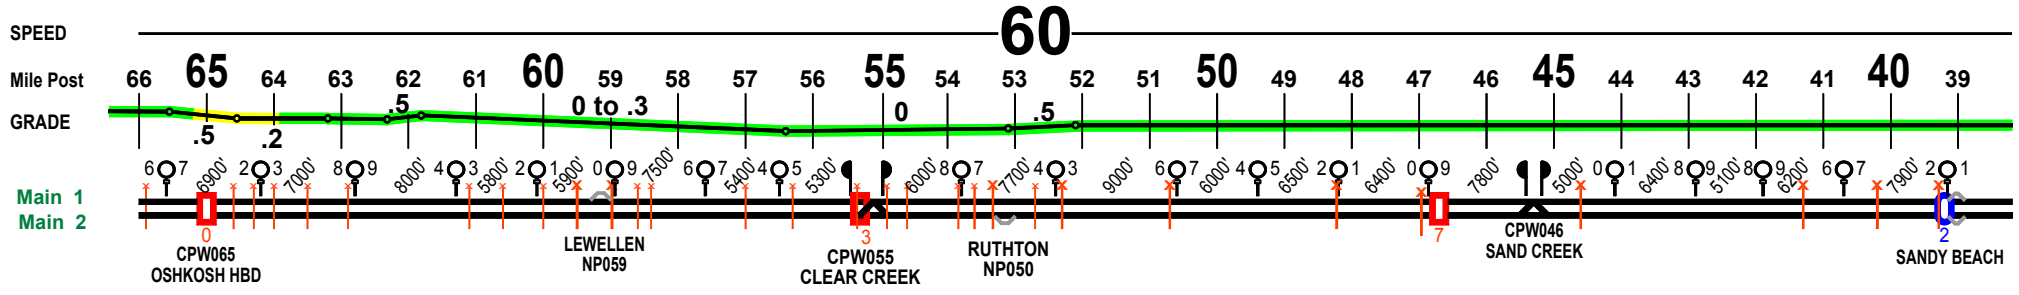 SPEED 60
Mile Post 66 65 64 63 62 61 60 59 58 57 56 55 54 53 52 51 50 49 48 47 46 45 44 43 42 41 40 39
GRADE .5 .2 .5 0 to .3 0 .5
6 7 6900' 2 3 7000' 8 9 8000' 4 3 5800' 2 1 5900' 0 9 7500' 6 7 5400' 4 5 5300' 6000' 8 7 7700' 4 3 9000' 6 7 6000' 4 5 6500' 2 1 6400' 0 9 7800' 5000' 0 1 6400' 8 9 5100' 8 9 6200' 6 7 7900' 2 1
Main 1
Main 2
0 3 7 2
CPW065
OSHKOSH HBD
LEWELLEN
NP059
CPW055
CLEAR CREEK
RUTHTON
NP050
CPW046
SAND CREEK
SANDY BEACH